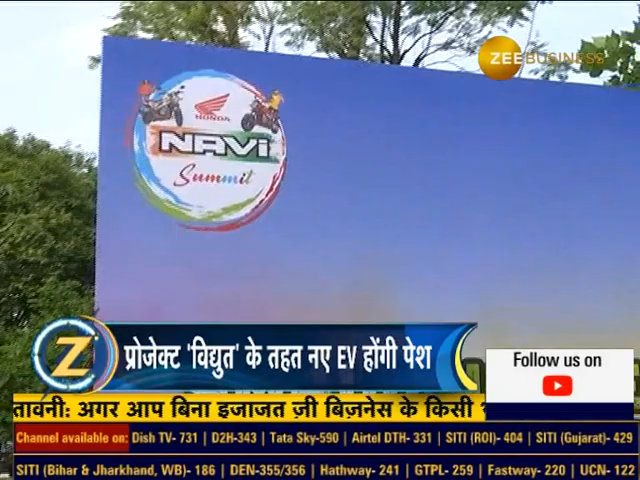 ZEE BUSINESS
HONDA
NAVi
Summit
प्रोजेक्ट 'विद्युत' के तहत नए EV होंगी पेश
Z
Follow us on
तावनी: अगर आप बिना इजाजत ज़ी बिज़नेस के किसी
Channel available on: Dish TV- 731 | D2H-343 | Tata Sky-590 | Airtel DTH- 331 | SITI (ROI)- 404 | SITI (Gujarat)- 429
SITI (Bihar & Jharkhand, WB)- 186 | DEN-355/356 | Hathway- 241 | GTPL- 259 | Fastway- 220 | UCN- 122